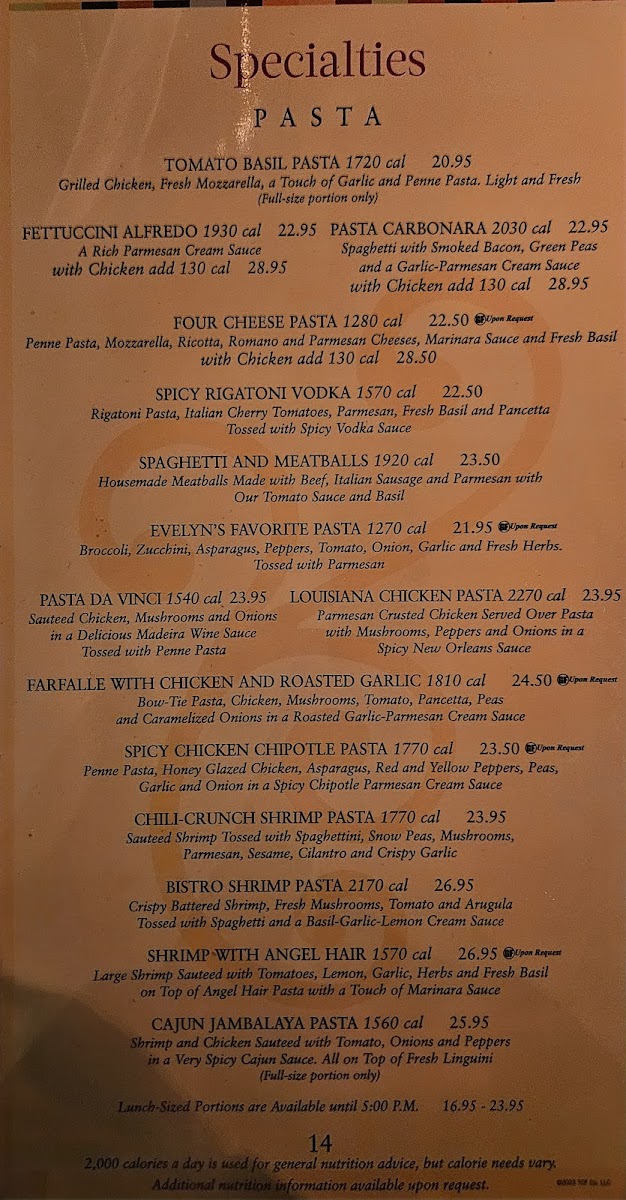 Specialties
PASTA
TOMATO BASIL PASTA 1720 cal 20.95
Grilled Chicken, Fresh Mozzarella, a Touch of Garlic and Penne Pasta. Light and Fresh
(Full-size portion only)
FETTUCCINI ALFREDO 1930 cal 22.95
A Rich Parmesan Cream Sauce
with Chicken add 130 cal 28.95
PASTA CARBONARA 2030 cal 22.95
Spaghetti with Smoked Bacon, Green Peas
and a Garlic-Parmesan Cream Sauce
with Chicken add 130 cal 28.95
FOUR CHEESE PASTA 1280 cal 22.50 GF Upon Request
Penne Pasta, Mozzarella, Ricotta, Romano and Parmesan Cheeses, Marinara Sauce and Fresh Basil
with Chicken add 130 cal 28.50
SPICY RIGATONI VODKA 1570 cal 22.50
Rigatoni Pasta, Italian Cherry Tomatoes, Parmesan, Fresh Basil and Pancetta
Tossed with Spicy Vodka Sauce
SPAGHETTI AND MEATBALLS 1920 cal 23.50
Housemade Meatballs Made with Beef, Italian Sausage and Parmesan with
Our Tomato Sauce and Basil
EVELYN'S FAVORITE PASTA 1270 cal 21.95 GF Upon Request
Broccoli, Zucchini, Asparagus, Peppers, Tomato, Onion, Garlic and Fresh Herbs.
Tossed with Parmesan
PASTA DA VINCI 1540 cal 23.95
Sauteed Chicken, Mushrooms and Onions
in a Delicious Madeira Wine Sauce
Tossed with Penne Pasta
LOUISIANA CHICKEN PASTA 2270 cal 23.95
Parmesan Crusted Chicken Served Over Pasta
with Mushrooms, Peppers and Onions in a
Spicy New Orleans Sauce
FARFALLE WITH CHICKEN AND ROASTED GARLIC 1810 cal 24.50 GF Upon Request
Bow-Tie Pasta, Chicken, Mushrooms, Tomato, Pancetta, Peas
and Caramelized Onions in a Roasted Garlic-Parmesan Cream Sauce
SPICY CHICKEN CHIPOTLE PASTA 1770 cal 23.50 GF Upon Request
Penne Pasta, Honey Glazed Chicken, Asparagus, Red and Yellow Peppers, Peas,
Garlic and Onion in a Spicy Chipotle Parmesan Cream Sauce
CHILI-CRUNCH SHRIMP PASTA 1770 cal 23.95
Sauteed Shrimp Tossed with Spaghettini, Snow Peas, Mushrooms,
Parmesan, Sesame, Cilantro and Crispy Garlic
BISTRO SHRIMP PASTA 2170 cal 26.95
Crispy Battered Shrimp, Fresh Mushrooms, Tomato and Arugula
Tossed with Spaghetti and a Basil-Garlic-Lemon Cream Sauce
SHRIMP WITH ANGEL HAIR 1570 cal 26.95 GF Upon Request
Large Shrimp Sauteed with Tomatoes, Lemon, Garlic, Herbs and Fresh Basil
on Top of Angel Hair Pasta with a Touch of Marinara Sauce
CAJUN JAMBALAYA PASTA 1560 cal 25.95
Shrimp and Chicken Sauteed with Tomato, Onions and Peppers
in a Very Spicy Cajun Sauce. All on Top of Fresh Linguini
(Full-size portion only)
Lunch-Sized Portions are Available until 5:00 P.M. 16.95 - 23.95
14
2,000 calories a day is used for general nutrition advice, but calorie needs vary.
Additional nutrition information available upon request.